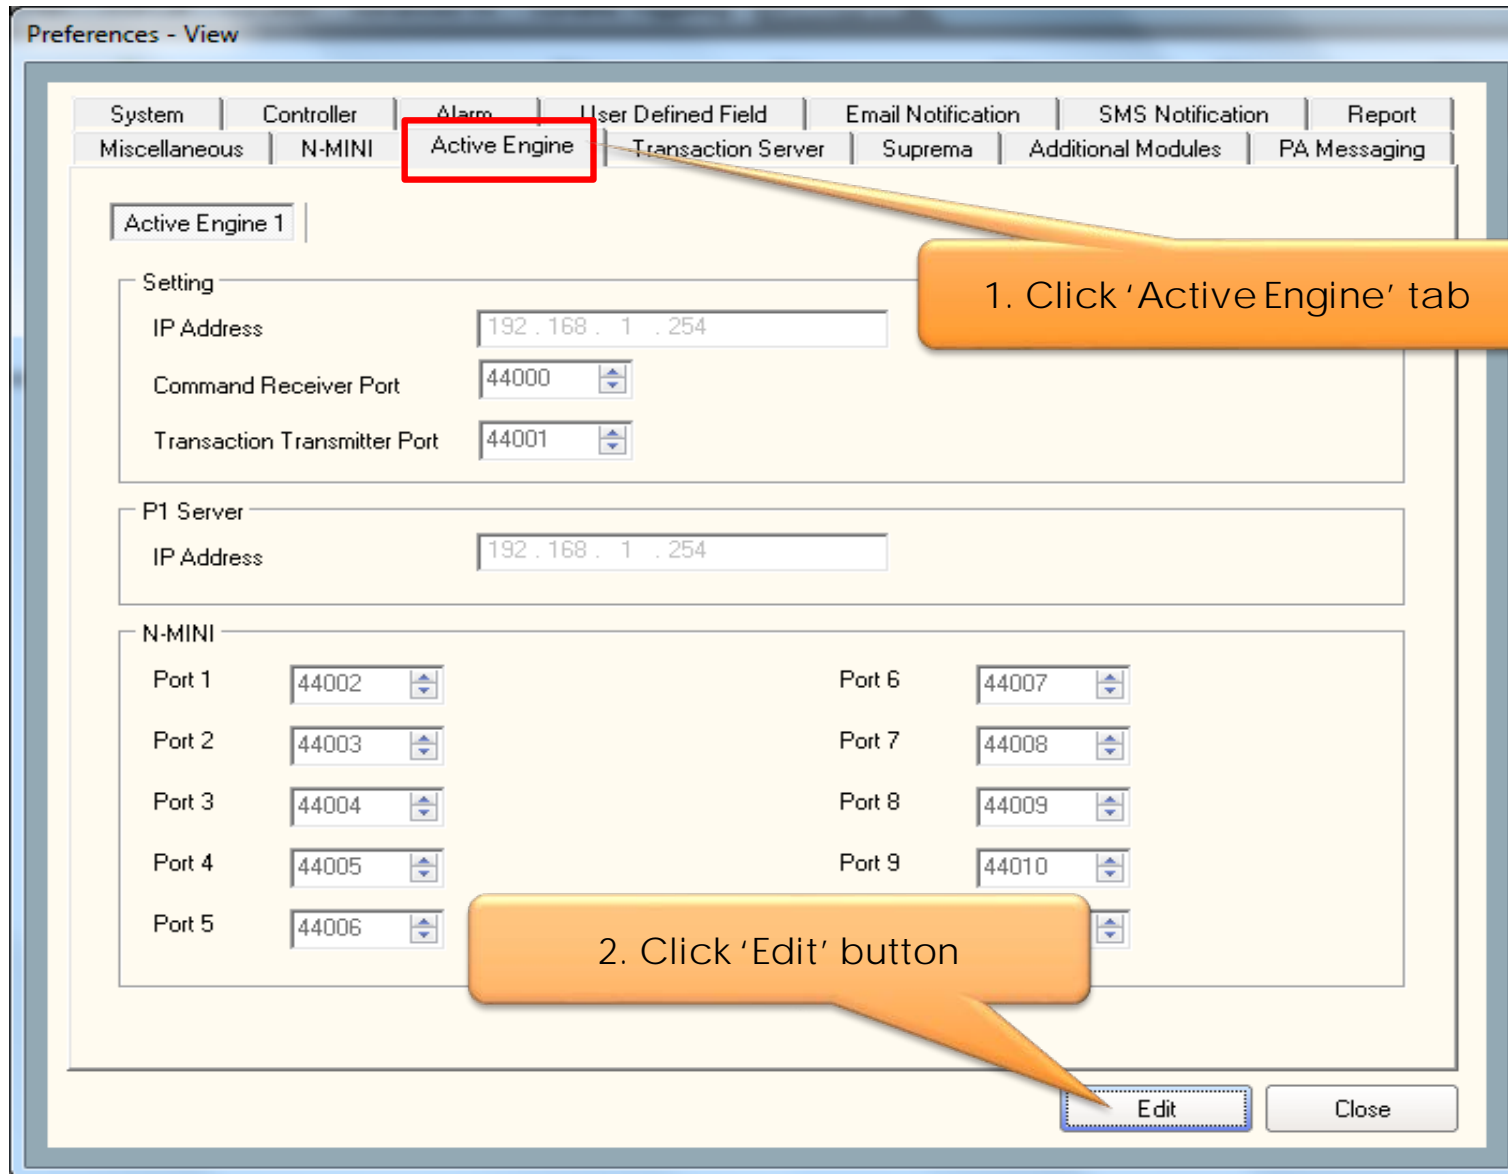 Preferences - View
System Controller Alarm User Defined Field Email Notification SMS Notification Report
Miscellaneous N-MINI Active Engine Transaction Server Suprema Additional Modules PA Messaging
Active Engine 1
1. Click ‘Active Engine’ tab
Setting
IP Address 192 . 168 . 1 . 254
Command Receiver Port 44000
Transaction Transmitter Port 44001
P1 Server
IP Address 192 . 168 . 1 . 254
N-MINI
Port 1 44002 Port 6 44007
Port 2 44003 Port 7 44008
Port 3 44004 Port 8 44009
Port 4 44005 Port 9 44010
Port 5 44006
2. Click ‘Edit’ button
Edit Close